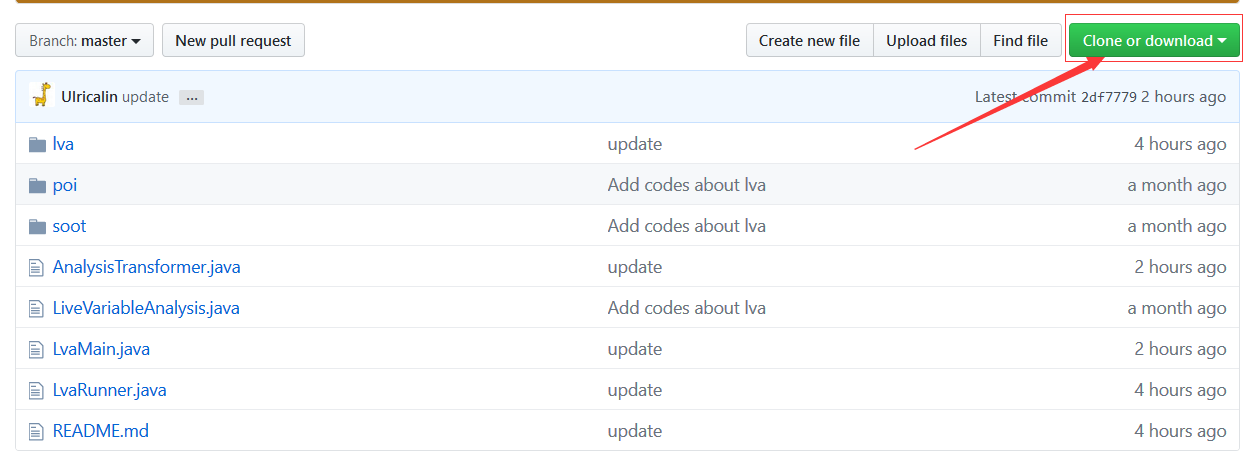 Branch: master New pull request Create new file Upload files Find file Clone or download
Ulricalin update ... Latest commit 2df7779 2 hours ago
lva update 4 hours ago
poi Add codes about lva a month ago
soot Add codes about lva a month ago
AnalysisTransformer.java update 2 hours ago
LiveVariableAnalysis.java Add codes about lva a month ago
LvaMain.java update 2 hours ago
LvaRunner.java update 4 hours ago
README.md update 4 hours ago